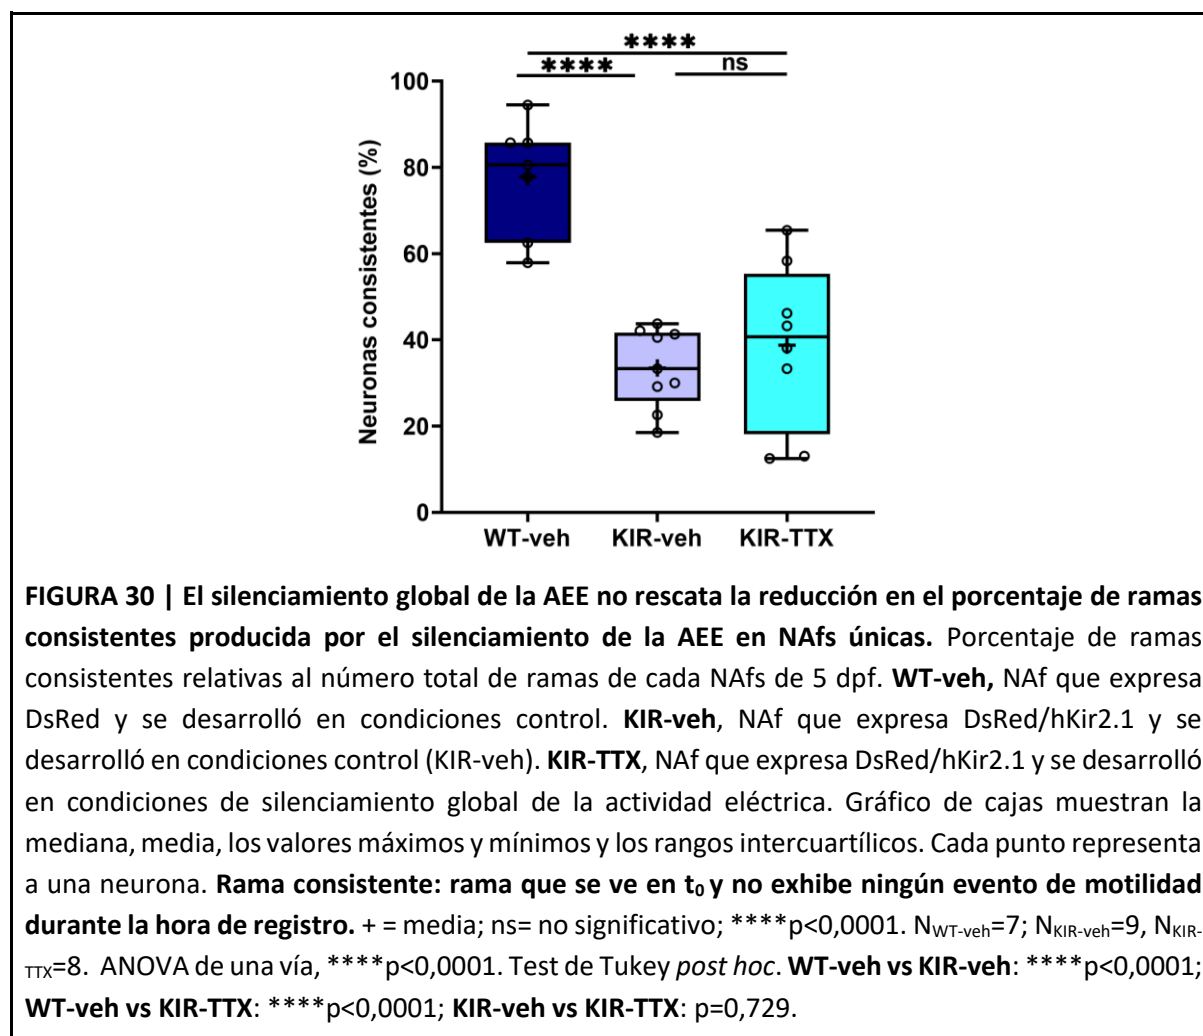 ****
****
ns
100
80
60
40
20
0
Neuronas consistentes (%)
WT-veh KIR-veh KIR-TTX
FIGURA 30 | El silenciamiento global de la AEE no rescata la reducción en el porcentaje de ramas
consistentes producida por el silenciamiento de la AEE en NAfs únicas. Porcentaje de ramas
consistentes relativas al número total de ramas de cada NAfs de 5 dpf. WT-veh, NAf que expresa
DsRed y se desarrolló en condiciones control. KIR-veh, NAf que expresa DsRed/hKir2.1 y se
desarrolló en condiciones control (KIR-veh). KIR-TTX, NAf que expresa DsRed/hKir2.1 y se desarrolló
en condiciones de silenciamiento global de la actividad eléctrica. Gráfico de cajas muestran la
mediana, media, los valores máximos y mínimos y los rangos intercuartílicos. Cada punto representa
a una neurona. Rama consistente: rama que se ve en t0 y no exhibe ningún evento de motilidad
durante la hora de registro. + = media; ns= no significativo; ****p<0,0001. NWT-veh=7; NKIR-veh=9, NKIR-
TTX=8. ANOVA de una vía, ****p<0,0001. Test de Tukey post hoc. WT-veh vs KIR-veh: ****p<0,0001;
WT-veh vs KIR-TTX: ****p<0,0001; KIR-veh vs KIR-TTX: p=0,729.